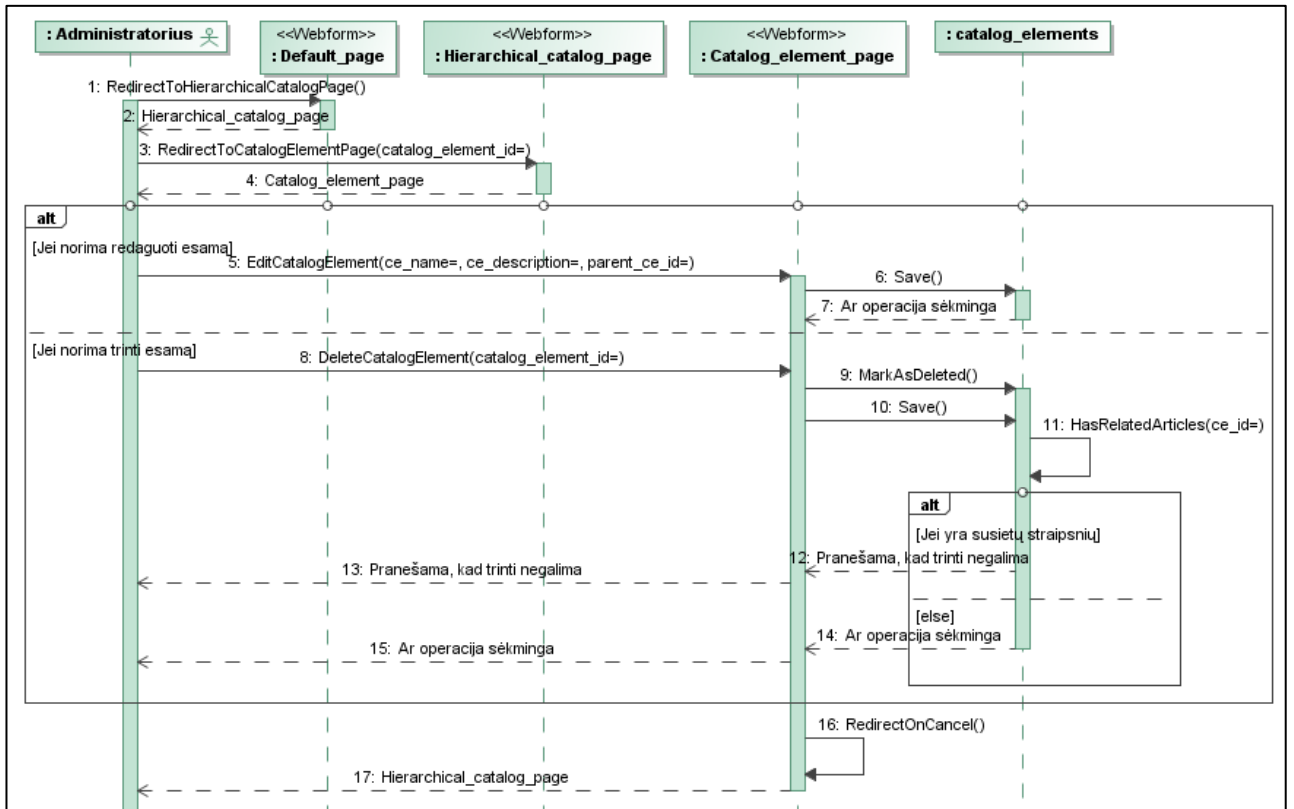 : Administratorius
<<Webform>>
: Default_page
<<Webform>>
: Hierarchical_catalog_page
<<Webform>>
: Catalog_element_page
: catalog_elements
1: RedirectToHierarchicalCatalogPage()
2: Hierarchical_catalog_page
3: RedirectToCatalogElementPage(catalog_element_id=)
4: Catalog_element_page
alt
[Jei norima redaguoti esamą]
5: EditCatalogElement(ce_name=, ce_description=, parent_ce_id=)
6: Save()
7: Ar operacija sėkminga
[Jei norima trinti esamą]
8: DeleteCatalogElement(catalog_element_id=)
9: MarkAsDeleted()
10: Save()
11: HasRelatedArticles(ce_id=)
alt
[Jei yra susietų straipsnių]
12: Pranešama, kad trinti negalima
13: Pranešama, kad trinti negalima
[else]
14: Ar operacija sėkminga
15: Ar operacija sėkminga
16: RedirectOnCancel()
17: Hierarchical_catalog_page